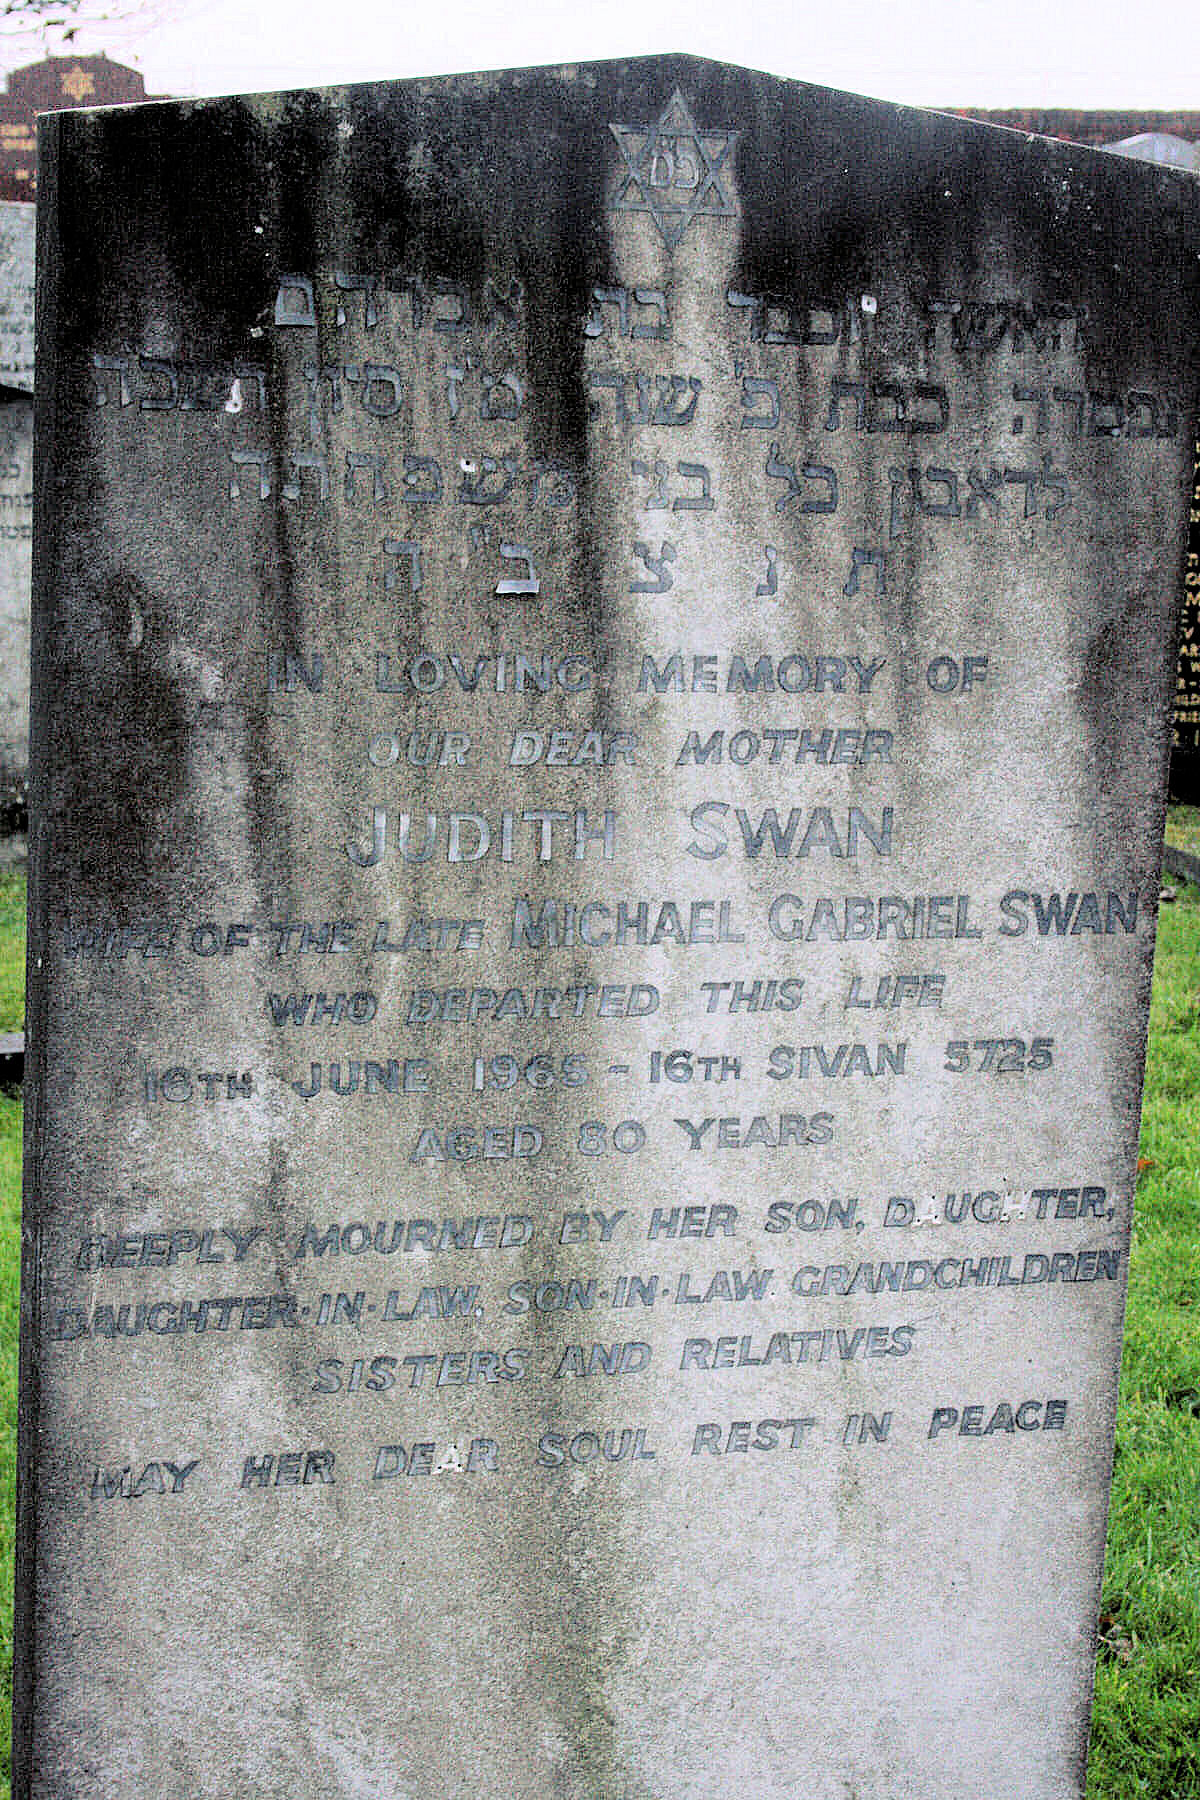 פ״נ
האשה יוכבד בת אברהם
נפטרה כבת פ׳ שנה ט״ז סיון תשכ״ה
לדאבון כל בני משפחתה
ת נ צ ב״ ה
IN LOVING MEMORY OF
OUR DEAR MOTHER
JUDITH SWAN
WIFE OF THE LATE MICHAEL GABRIEL SWAN
WHO DEPARTED THIS LIFE
16TH JUNE 1965 - 16TH SIVAN 5725
AGED 80 YEARS
DEEPLY MOURNED BY HER SON, DAUGHTER,
DAUGHTER·IN·LAW, SON·IN·LAW. GRANDCHILDREN
SISTERS AND RELATIVES
MAY HER DEAR SOUL REST IN PEACE